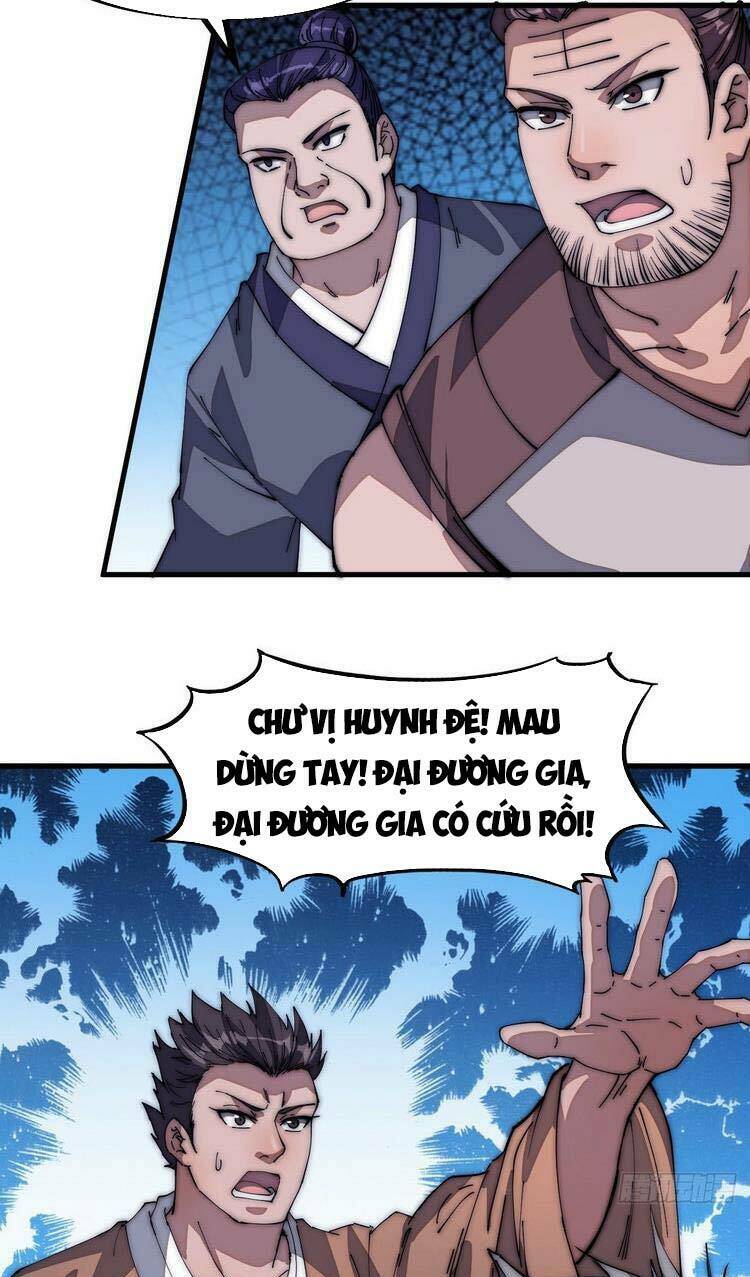 CHƯ VỊ HUYNH ĐỆ! MAU
DỪNG TAY! ĐẠI ĐƯƠNG GIA,
ĐẠI ĐƯƠNG GIA CÓ CỨU RỒI!